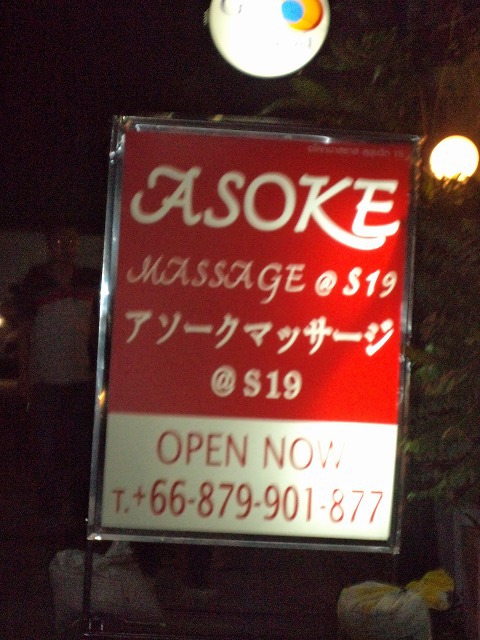 ASOKE
MASSAGE @ S19
アソークマッサージ
@ S19
OPEN NOW
T.+66-879-901-877